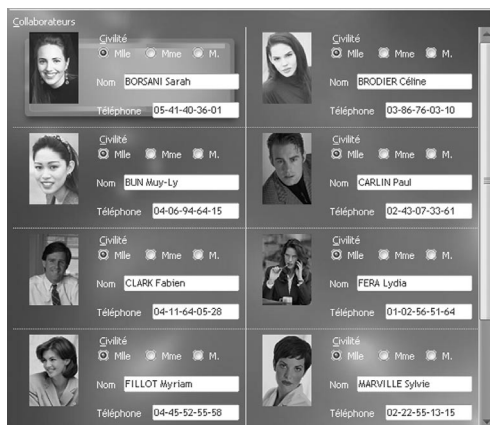 Collaborateurs
Civilité
Mlle Mme M.
Nom BORSANI Sarah
Téléphone 05-41-40-36-01
Civilité
Mlle Mme M.
Nom BRODIER Céline
Téléphone 03-86-76-03-10
Civilité
Mlle Mme M.
Nom BUN Muy-Ly
Téléphone 04-06-94-64-15
Civilité
Mlle Mme M.
Nom CARLIN Paul
Téléphone 02-43-07-33-61
Civilité
Mlle Mme M.
Nom CLARK Fabien
Téléphone 04-11-64-05-28
Civilité
Mlle Mme M.
Nom FERA Lydia
Téléphone 01-02-56-51-64
Civilité
Mlle Mme M.
Nom FILLOT Myriam
Téléphone 04-45-52-55-58
Civilité
Mlle Mme M.
Nom MARVILLE Sylvie
Téléphone 02-22-55-13-15